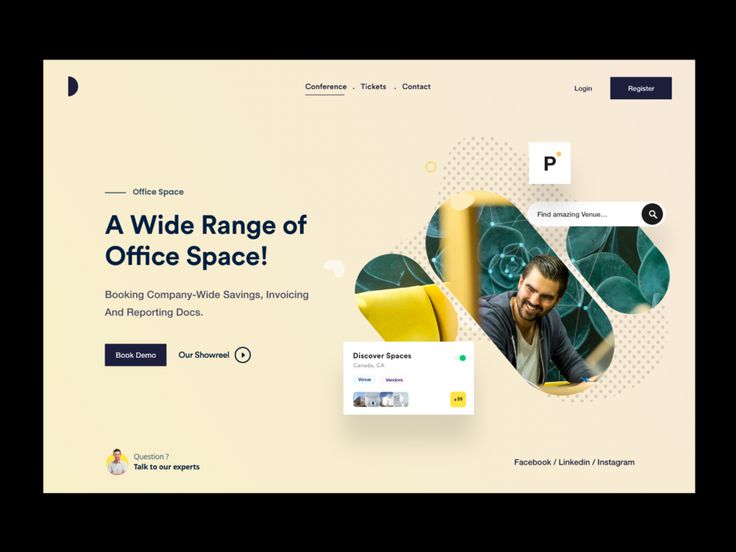 Conference . Tickets . Contact
Login
Register
Office Space
A Wide Range of
Office Space!
Booking Company-Wide Savings, Invoicing
And Reporting Docs.
Book Demo
Our Showreel
P
Find amazing Venue...
Discover Spaces
Canada, CA
Venue
Vendors
+99
Question ?
Talk to our experts
Facebook / Linkedin / Instagram